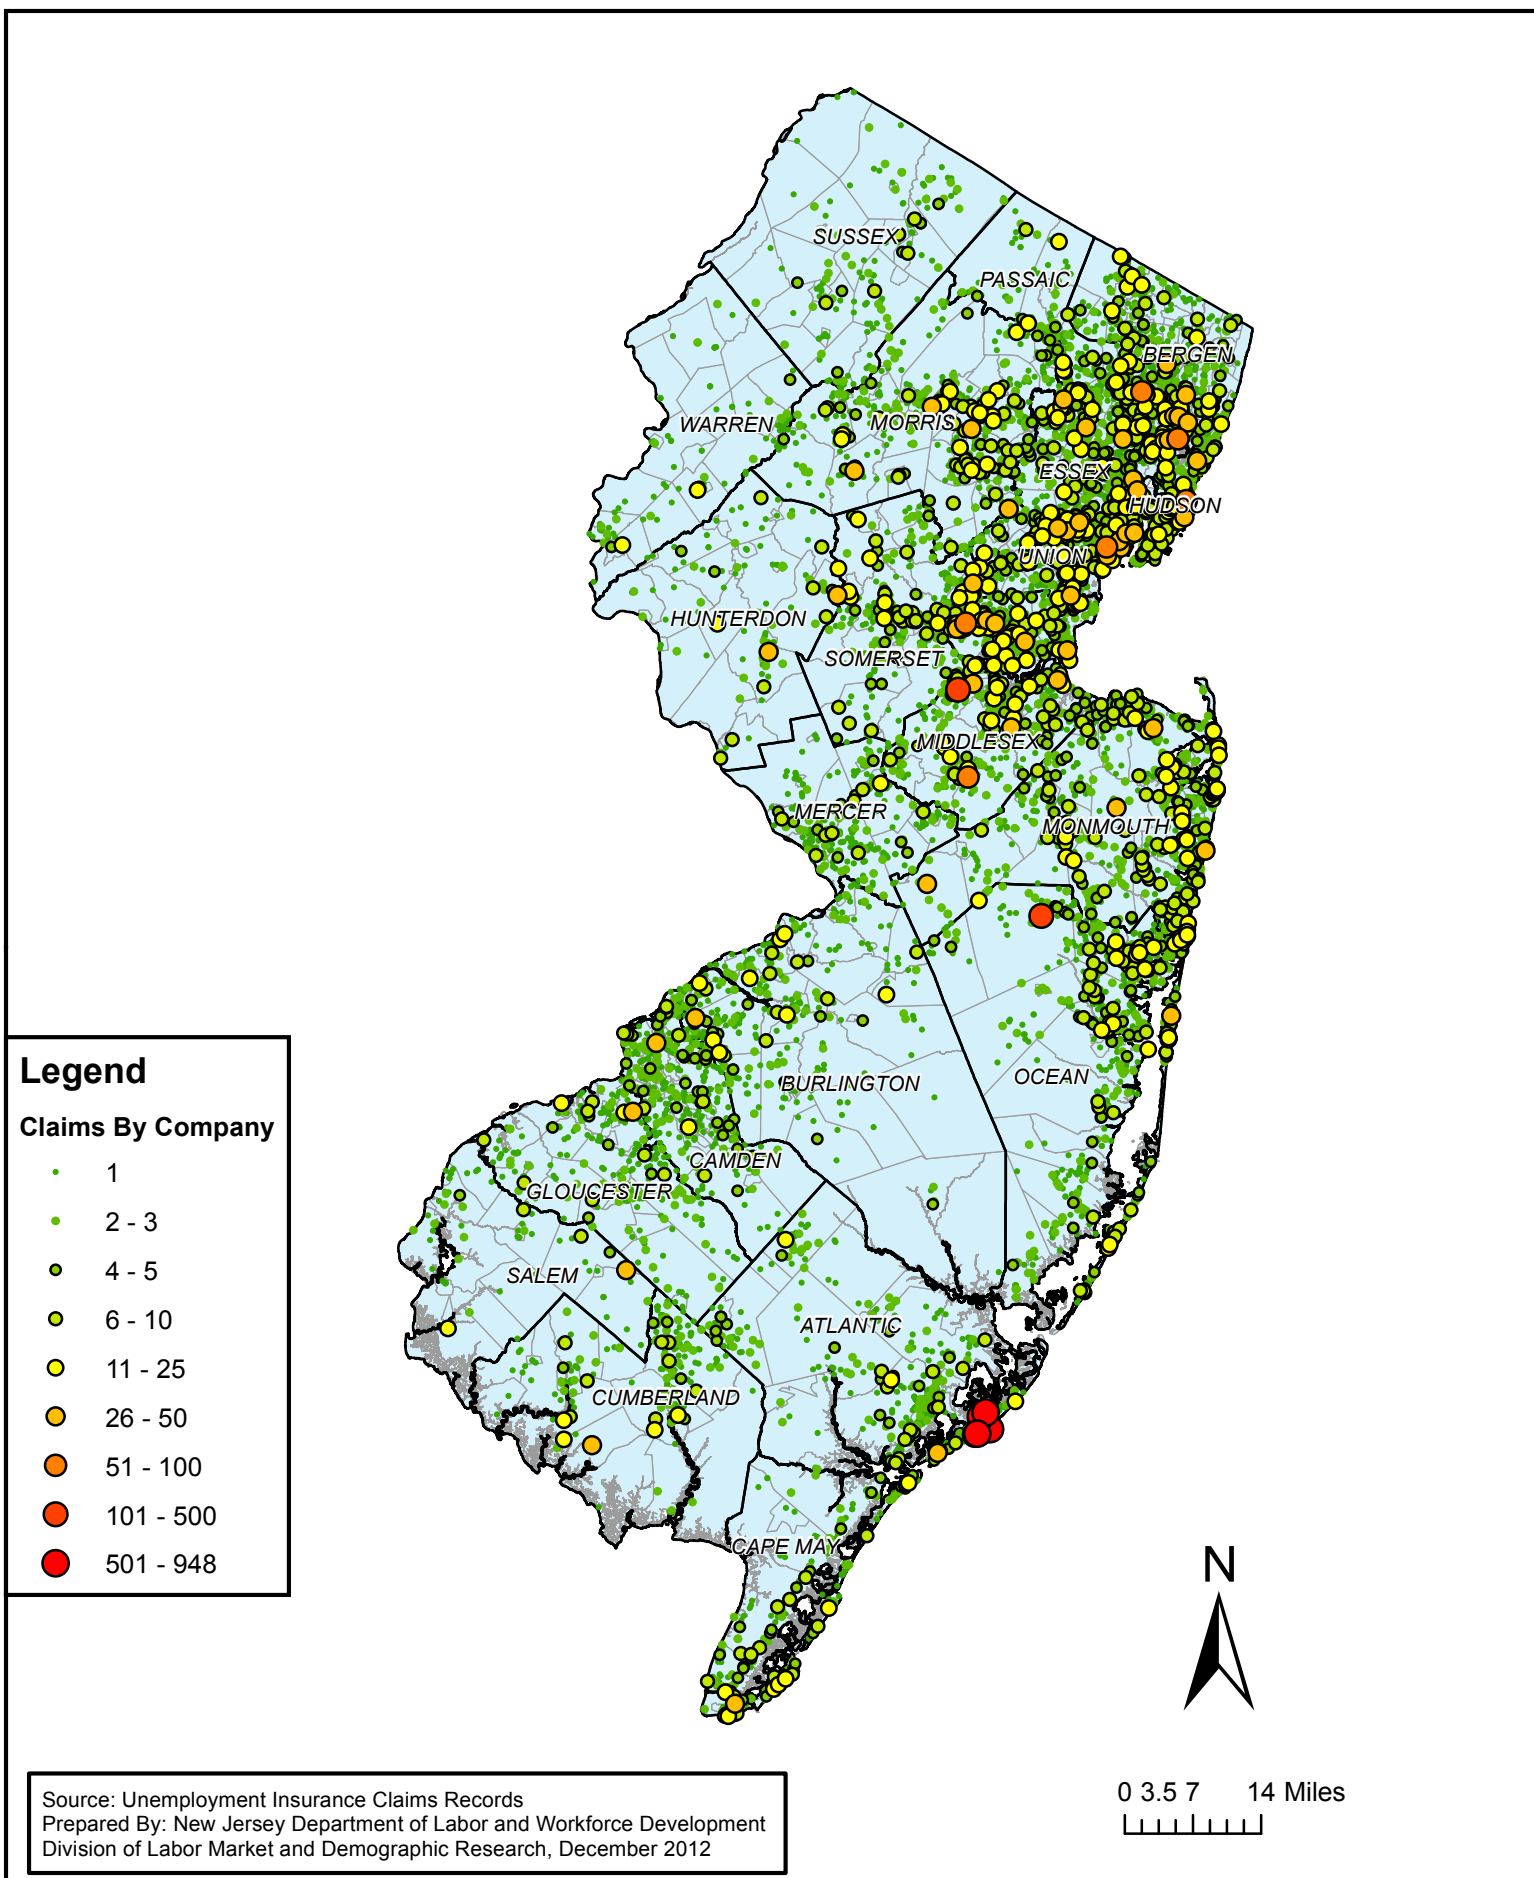 SUSSEX
PASSAIC
BERGEN
WARREN
MORRIS
ESSEX
HUDSON
UNION
HUNTERDON
SOMERSET
MIDDLESEX
MERCER
MONMOUTH
OCEAN
BURLINGTON
CAMDEN
GLOUCESTER
SALEM
ATLANTIC
CUMBERLAND
CAPE MAY
Legend
Claims By Company
1
2 - 3
4 - 5
6 - 10
11 - 25
26 - 50
51 - 100
101 - 500
501 - 948
N
0 3.5 7 14 Miles
Source: Unemployment Insurance Claims Records
Prepared By: New Jersey Department of Labor and Workforce Development
Division of Labor Market and Demographic Research, December 2012